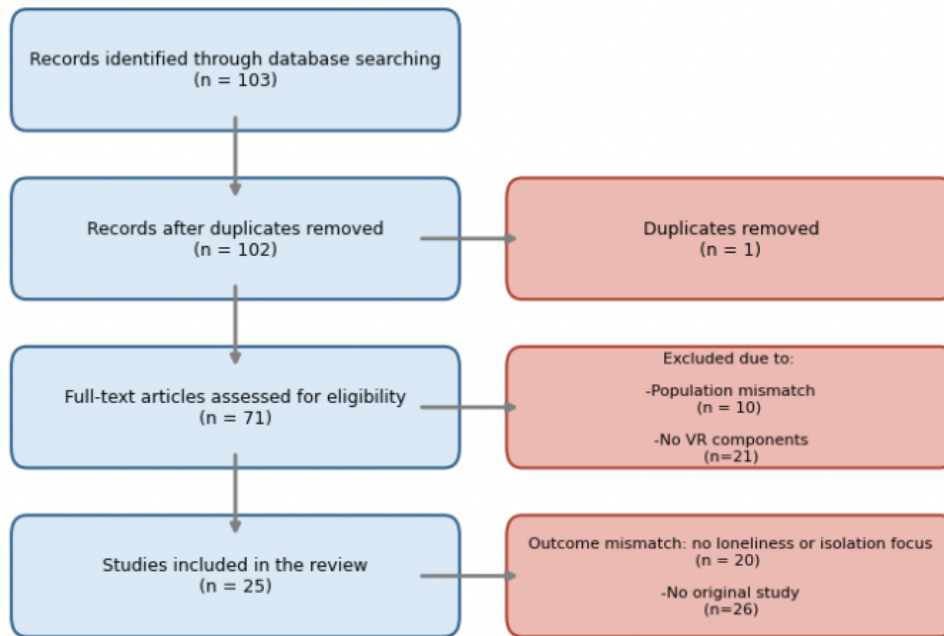 Records identified through database searching
(n = 103)
Records after duplicates removed
(n = 102)
Duplicates removed
(n = 1)
Full-text articles assessed for eligibility
(n = 71)
Excluded due to:
-Population mismatch
(n = 10)
-No VR components
(n=21)
Studies included in the review
(n = 25)
Outcome mismatch: no loneliness or isolation focus
(n = 20)
-No original study
(n=26)